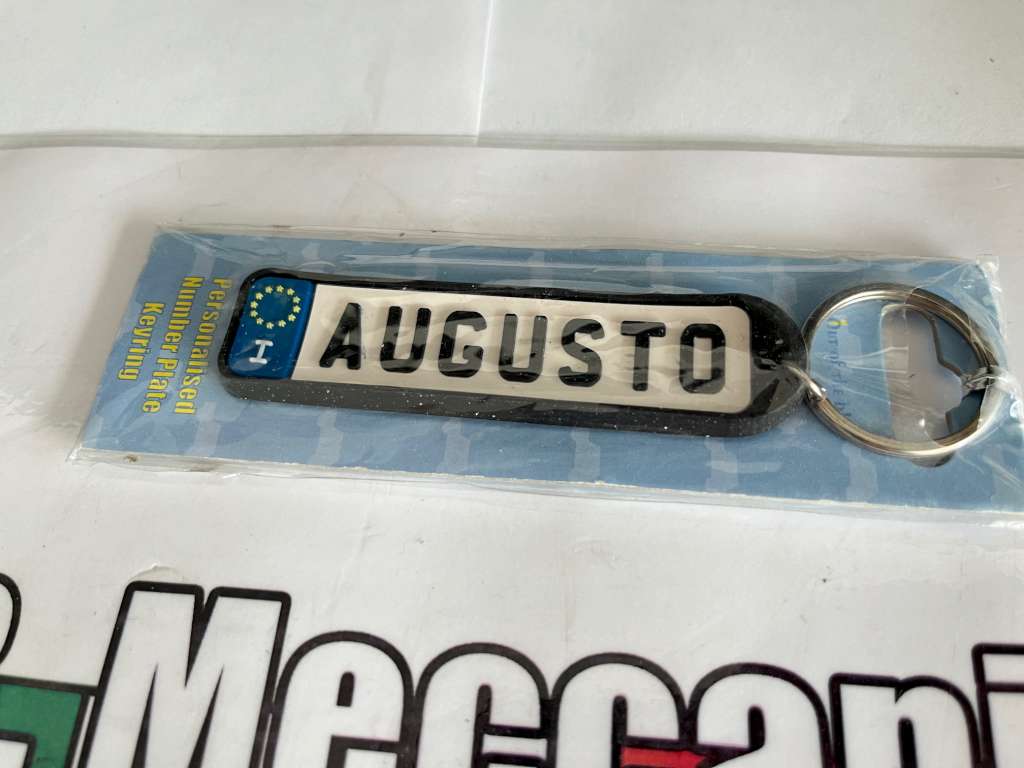 Personalised
Number Plate
Keyring
I
AUGUSTO
Meccani